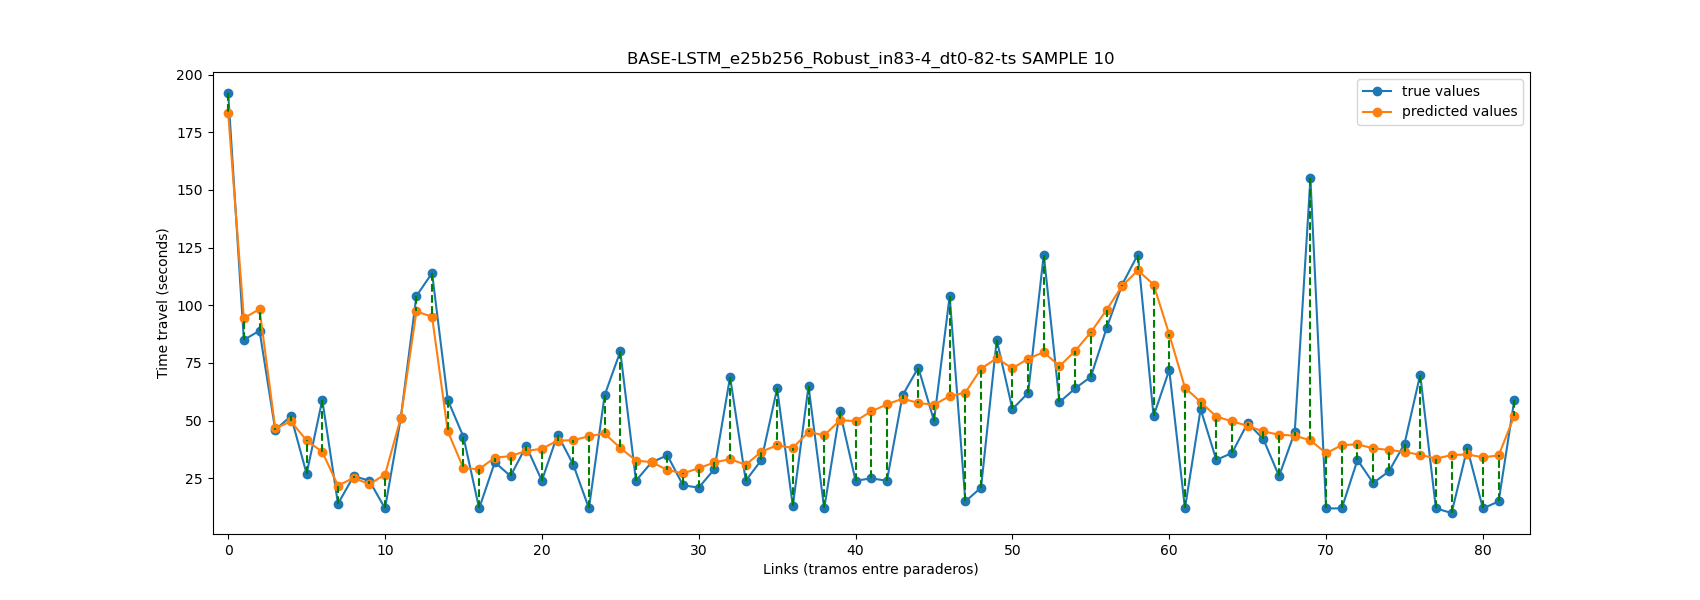 BASE-LSTM_e25b256_Robust_in83-4_dt0-82-ts SAMPLE 10
true values
predicted values
Time travel (seconds)
200
175
150
125
100
75
50
25
0 10 20 30 40 50 60 70 80
Links (tramos entre paraderos)